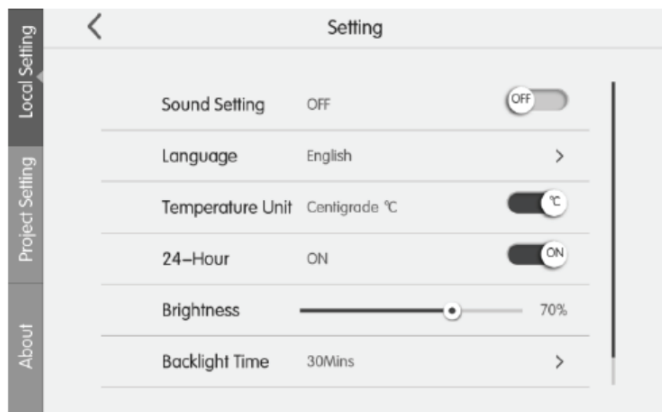 Setting
Local Setting
Project Setting
About
Sound Setting OFF OFF
Language English >
Temperature Unit Centigrade ℃ ℃
24–Hour ON ON
Brightness 70%
Backlight Time 30Mins >